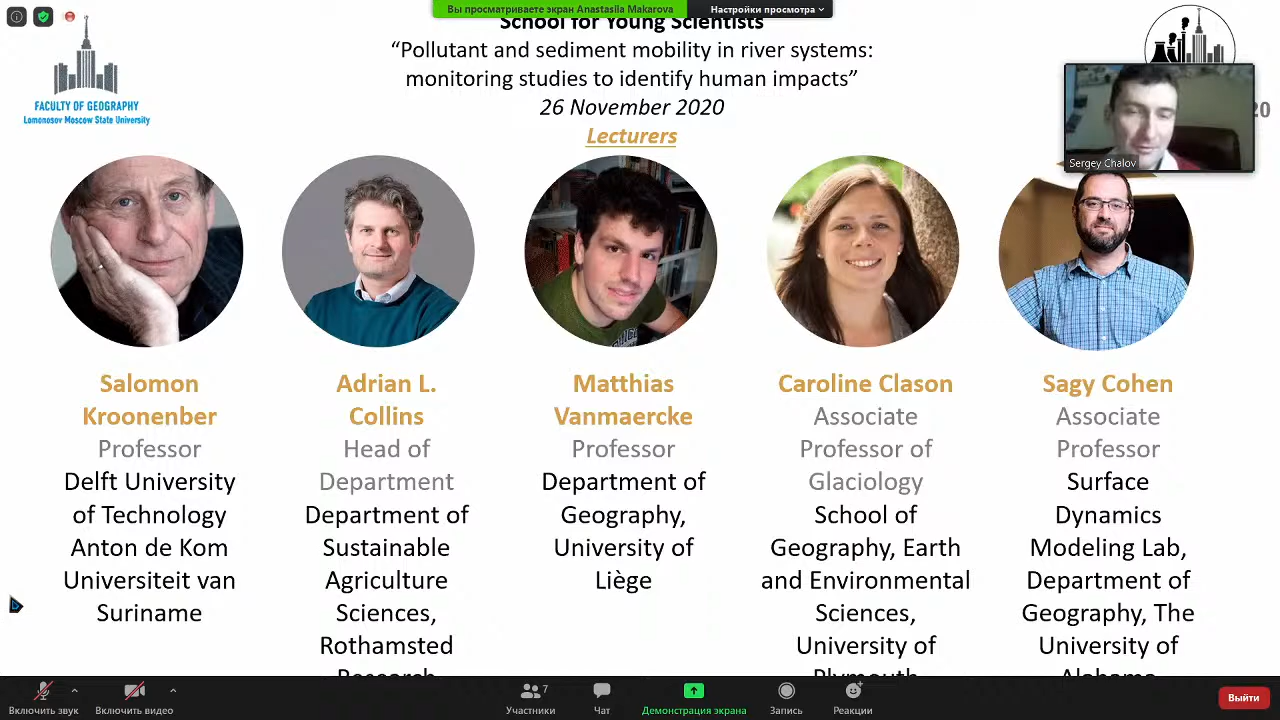 Вы просматриваете экран Anastasiia Makarova
Настройки просмотра
School for Young Scientists
“Pollutant and sediment mobility in river systems:
monitoring studies to identify human impacts”
26 November 2020
Lecturers
FACULTY OF GEOGRAPHY
Lomonosov Moscow State University
20
Sergey Chalov
Salomon
Kroonenber
Professor
Delft University
of Technology
Anton de Kom
Universiteit van
Suriname
Adrian L.
Collins
Head of
Department
Department of
Sustainable
Agriculture
Sciences,
Rothamsted
Research
Matthias
Vanmaercke
Professor
Department of
Geography,
University of
Liège
Caroline Clason
Associate
Professor of
Glaciology
School of
Geography, Earth
and Environmental
Sciences,
University of
Plymouth
Sagy Cohen
Associate
Professor
Surface
Dynamics
Modeling Lab,
Department of
Geography, The
University of
Alabama
Включить звук
Включить видео
7
Участники
Чат
Демонстрация экрана
Запись
Реакции
Выйти